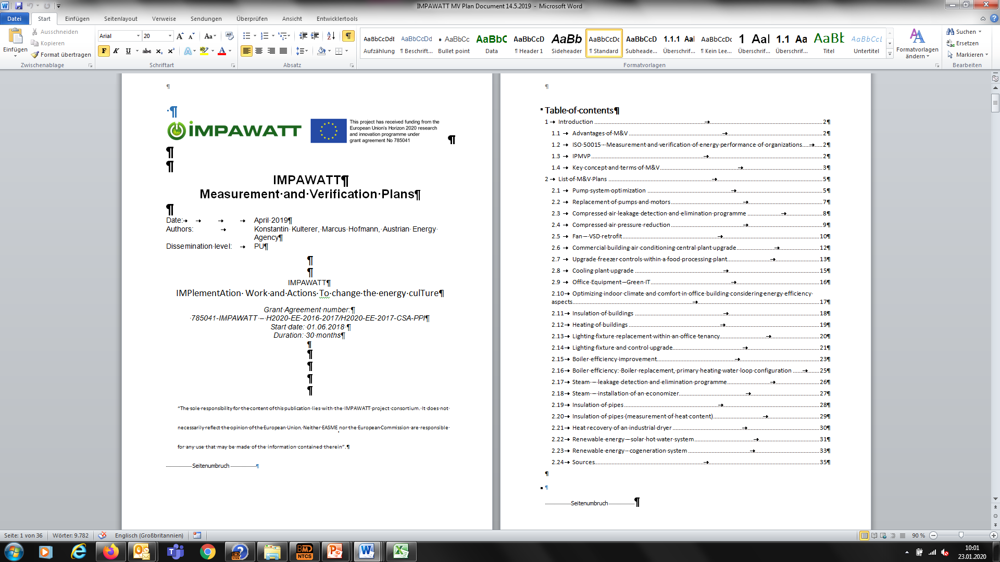 IMPAWATT MV Plan Document 14.5.2019 - Microsoft Word
Datei Start Einfügen Seitenlayout Verweise Sendungen Überprüfen Ansicht Entwicklertools
Einfügen
Ausschneiden
Kopieren
Format übertragen
Zwischenablage
Arial 20
F K U abc x₂ x² A ab A
Schriftart
Absatz
AaBbCcDdE AaBbCcDd • AaBbCc AaBbC AaBbCcD AaBb AaBbCcDc AaBbCcD 1.1.1 Aal AaBbCcDc 1 Aal 1.1 Aa AaBb AaBbCcL
Aufzählung ¶ Beschrift... Bullet point Data ¶ Header 1 Sideheader ¶ Standard Subheade... Überschrif... ¶ Kein Lee... Überschrif... Überschrif... Titel Untertitel
Formatvorlagen
Formatvorlagen
ändern
Suchen
Ersetzen
Markieren
Bearbeiten
IMPAWATT
This project has received funding from the
European Union's Horizon 2020 research
and innovation programme under
grant agreement No 785041
IMPAWATT¶
Measurement·and·Verification·Plans¶
Date: April·2019¶
Authors: Konstantin·Kulterer,·Marcus·Hofmann,·Austrian·Energy·
Agency¶
Dissemination·level: PU¶
IMPAWATT¶
IMPlementAtion·Work·and·Actions·To·change·the·energy·culTure¶
Grant·Agreement·number:¶
·785041-IMPAWATT·–·H2020-EE-2016-2017/H2020-EE-2017-CSA-PPI¶
Start·date:·01.06.2018·¶
Duration:·30·months¶
“The·sole·responsibility·for·the·content·of·this·publication·lies·with·the·IMPAWATT·project·consortium.·It·does·not·
necessarily·reflect·the·opinion·of·the·European·Union.·Neither·EASME·nor·the·European·Commission·are·responsible·
for·any·use·that·may·be·made·of·the·information·contained·therein”.¶
Seitenumbruch¶
Table·of·contents¶
1 → Introduction → 2¶
1.1 → Advantages·of·M&V → 2¶
1.2 → ISO·50015·-·Measurement·and·verification·of·energy·performance·of·organizations → 2¶
1.3 → IPMVP → 2¶
1.4 → Key·concept·and·terms·of·M&V → 3¶
2 → List·of·M&V·Plans → 5¶
2.1 → Pump·system·optimization → 5¶
2.2 → Replacement·of·pumps·and·motors → 7¶
2.3 → Compressed·air·leakage·detection·and·elimination·programme → 8¶
2.4 → Compressed·air·pressure·reduction → 9¶
2.5 → Fan·–·VSD·retrofit → 10¶
2.6 → Commercial·building·air·conditioning·central·plant·upgrade → 12¶
2.7 → Upgrade·freezer·controls·within·a·food·processing·plant → 13¶
2.8 → Cooling·plant·upgrade → 15¶
2.9 → Office·Equipment·–·Green·IT → 16¶
2.10 → Optimizing·indoor·climate·and·comfort·in·office·building·considering·energy·efficiency·
aspects → 17¶
2.11 → Insulation·of·buildings → 18¶
2.12 → Heating·of·buildings → 19¶
2.13 → Lighting·fixture·replacement·within·an·office·tenancy → 20¶
2.14 → Lighting·fixture·and·control·upgrade → 21¶
2.15 → Boiler·efficiency·improvement → 23¶
2.16 → Boiler·efficiency:·Boiler·replacement,·primary·heating·water·loop·configuration → 25¶
2.17 → Steam·–·leakage·detection·and·elimination·programme → 26¶
2.18 → Steam·–·installation·of·an·economizer → 27¶
2.19 → Insulation·of·pipes → 28¶
2.20 → Insulation·of·pipes·(measurement·of·heat·content) → 29¶
2.21 → Heat·recovery·of·an·industrial·dryer → 30¶
2.22 → Renewable·energy·–·solar·hot·water·system → 31¶
2.23 → Renewable·energy·-·cogeneration·system → 33¶
2.24 → Sources → 35¶
Seitenumbruch¶
Seite: 1 von 36 Wörter: 9.782 Englisch (Großbritannien) 90 %
BMD NTCS
10:01
23.01.2020